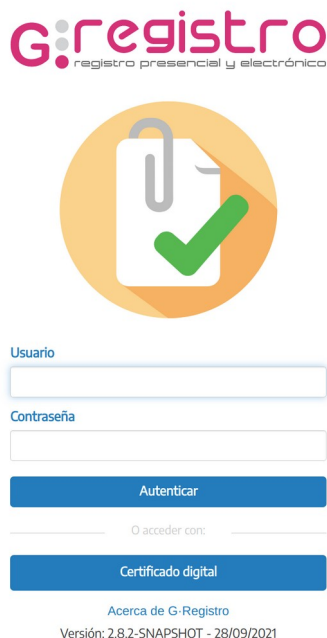 G:registro
registro presencial y electrónico
Usuario
Contraseña
Autenticar
O acceder con:
Certificado digital
Acerca de G·Registro
Versión: 2.8.2-SNAPSHOT - 28/09/2021